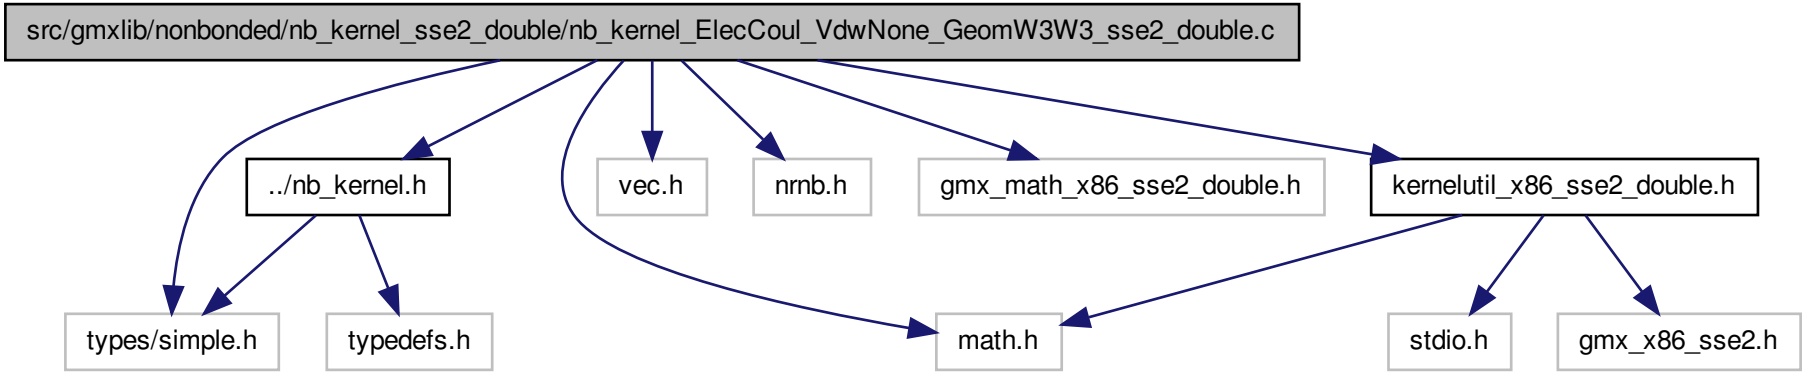 src/gmxlib/nonbonded/nb_kernel_sse2_double/nb_kernel_ElecCoul_VdwNone_GeomW3W3_sse2_double.c
../nb_kernel.h
vec.h
nrnb.h
gmx_math_x86_sse2_double.h
kernelutil_x86_sse2_double.h
types/simple.h
typedefs.h
math.h
stdio.h
gmx_x86_sse2.h